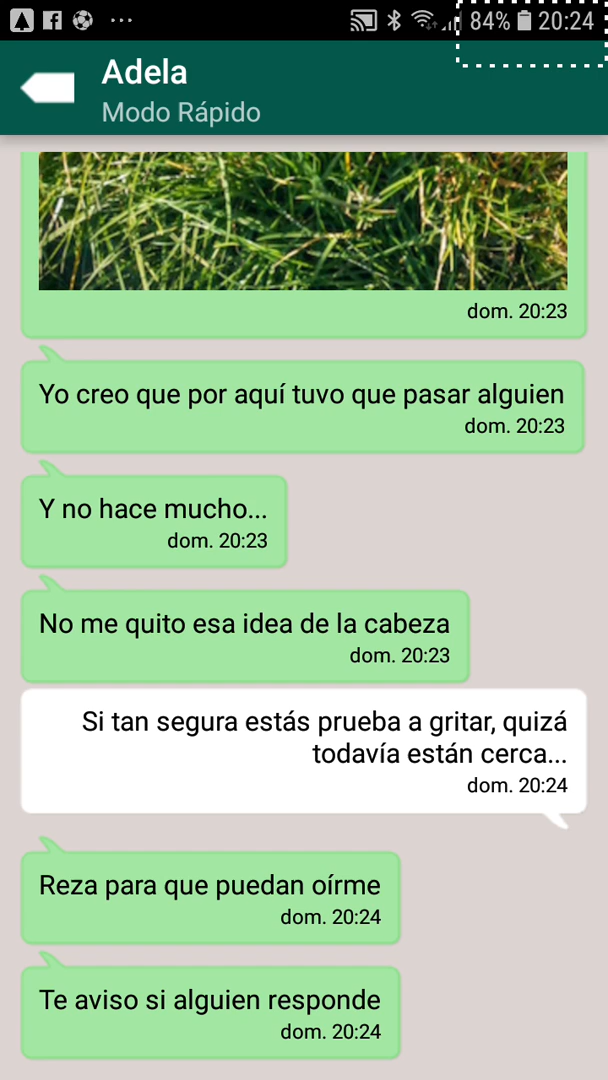 84% 20:24
Adela
Modo Rápido
dom. 20:23
Yo creo que por aquí tuvo que pasar alguien
dom. 20:23
Y no hace mucho...
dom. 20:23
No me quito esa idea de la cabeza
dom. 20:23
Si tan segura estás prueba a gritar, quizá
todavía están cerca...
dom. 20:24
Reza para que puedan oírme
dom. 20:24
Te aviso si alguien responde
dom. 20:24